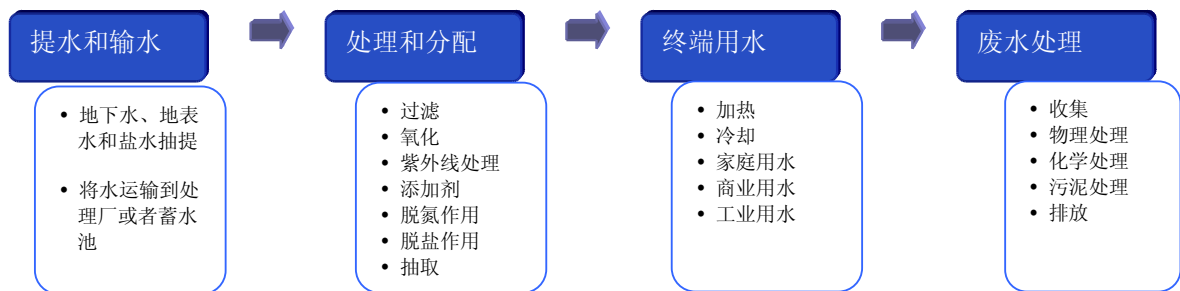 提水和输水
• 地下水、地表
水和盐水抽提
• 将水运输到处
理厂或者蓄水
池
处理和分配
• 过滤
• 氧化
• 紫外线处理
• 添加剂
• 脱氮作用
• 脱盐作用
• 抽取
终端用水
• 加热
• 冷却
• 家庭用水
• 商业用水
• 工业用水
废水处理
• 收集
• 物理处理
• 化学处理
• 污泥处理
• 排放